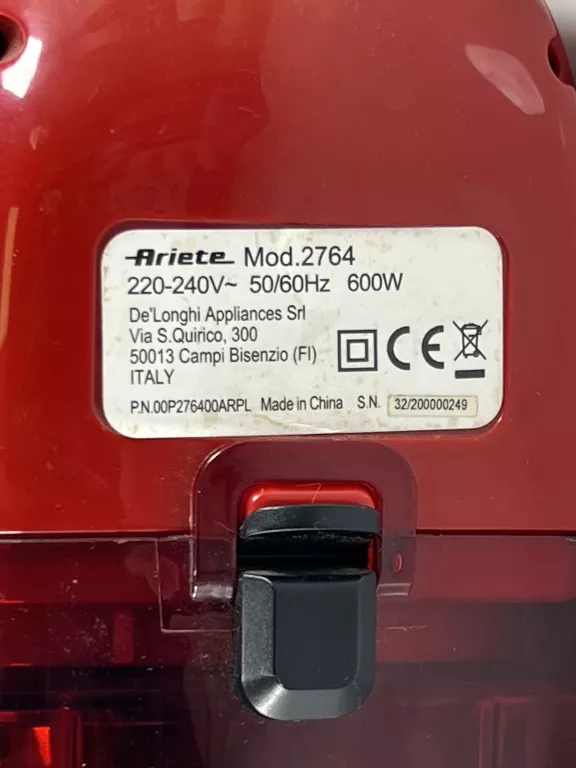 Ariete Mod.2764
220-240V~ 50/60Hz 600W
De'Longhi Appliances Srl
Via S.Quirico, 300
50013 Campi Bisenzio (FI)
ITALY
CE
P.N.00P276400ARPL Made in China S.N. 32/200000249